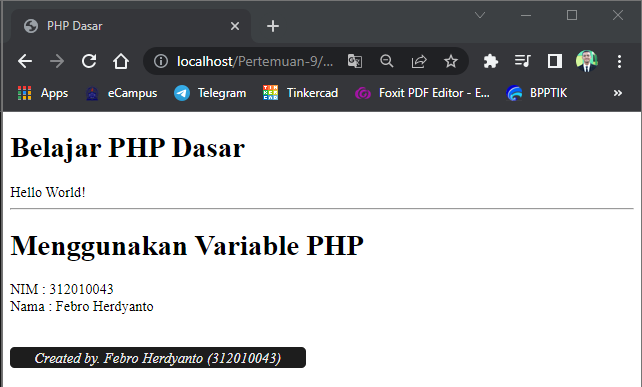 PHP Dasar
localhost/Pertemuan-9/...
Apps eCampus Telegram Tinkercad Foxit PDF Editor - E... BPPTIK »
Belajar PHP Dasar
Hello World!
Menggunakan Variable PHP
NIM : 312010043
Nama : Febro Herdyanto
Created by. Febro Herdyanto (312010043)